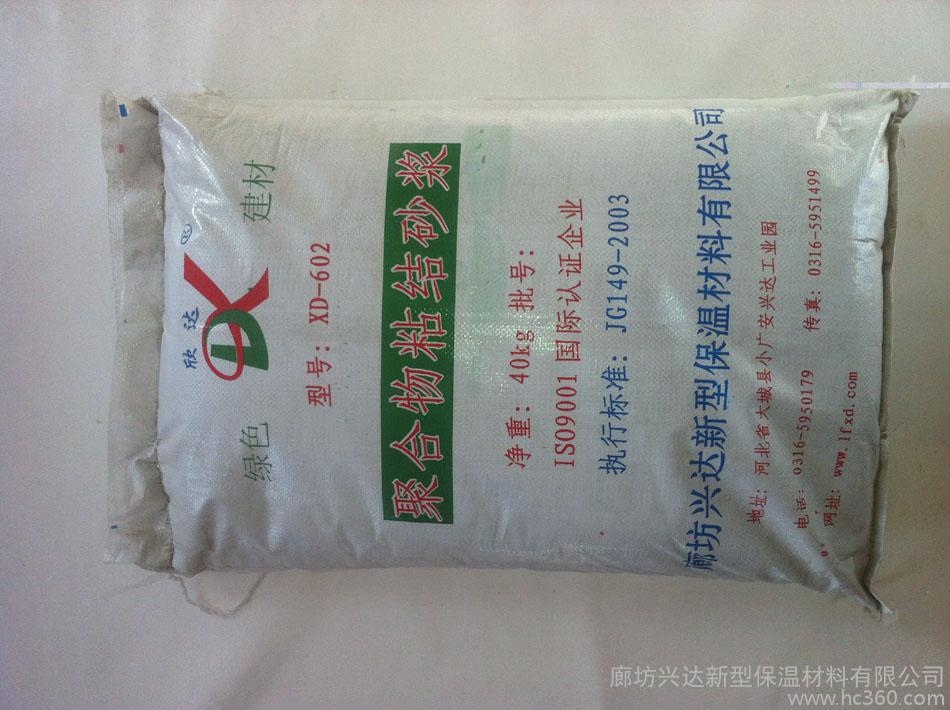 欣达 ®
DX
绿色 建材
型号：XD-602
聚合物粘结砂浆
净重：40kg 批号：
ISO9001国际认证企业
执行标准：JG149-2003
廊坊兴达新型保温材料有限公司
地址：河北省大城县小广安兴达工业园
电话：0316-5950179 传真：0316-5951499
网址：www.lfxd.com
廊坊兴达新型保温材料有限公司
www.hc360.com